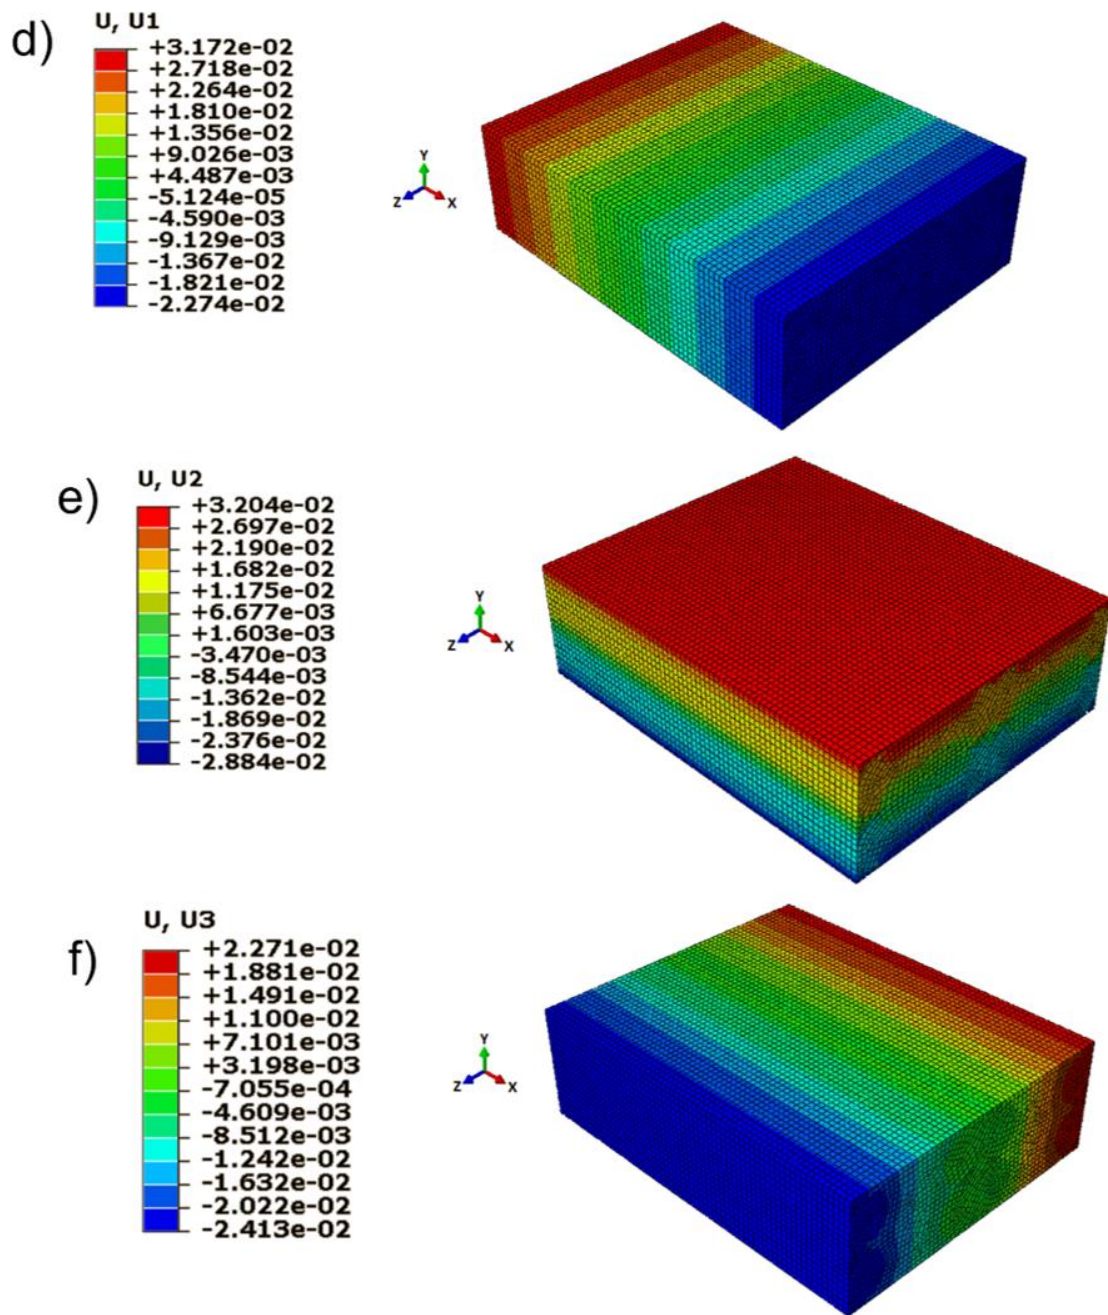 d)
U, U1
+3.172e-02
+2.718e-02
+2.264e-02
+1.810e-02
+1.356e-02
+9.026e-03
+4.487e-03
-5.124e-05
-4.590e-03
-9.129e-03
-1.367e-02
-1.821e-02
-2.274e-02
Y
Z
X
e)
U, U2
+3.204e-02
+2.697e-02
+2.190e-02
+1.682e-02
+1.175e-02
+6.677e-03
+1.603e-03
-3.470e-03
-8.544e-03
-1.362e-02
-1.869e-02
-2.376e-02
-2.884e-02
Y
Z
X
f)
U, U3
+2.271e-02
+1.881e-02
+1.491e-02
+1.100e-02
+7.101e-03
+3.198e-03
-7.055e-04
-4.609e-03
-8.512e-03
-1.242e-02
-1.632e-02
-2.022e-02
-2.413e-02
Y
Z
X